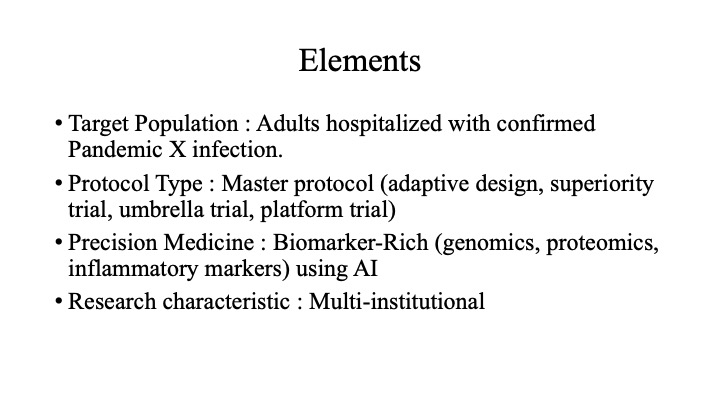 Elements
• Target Population : Adults hospitalized with confirmed
Pandemic X infection.
• Protocol Type : Master protocol (adaptive design, superiority
trial, umbrella trial, platform trial)
• Precision Medicine : Biomarker-Rich (genomics, proteomics,
inflammatory markers) using AI
• Research characteristic : Multi-institutional